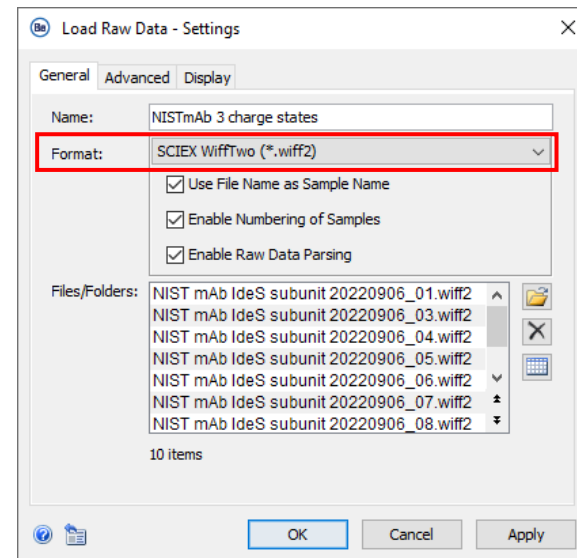 Be Load Raw Data - Settings
General Advanced Display
Name: NISTmAb 3 charge states
Format: SCIEX WiffTwo (*.wiff2)
Use File Name as Sample Name
Enable Numbering of Samples
Enable Raw Data Parsing
Files/Folders: NIST mAb IdeS subunit 20220906_01.wiff2
NIST mAb IdeS subunit 20220906_03.wiff2
NIST mAb IdeS subunit 20220906_04.wiff2
NIST mAb IdeS subunit 20220906_05.wiff2
NIST mAb IdeS subunit 20220906_06.wiff2
NIST mAb IdeS subunit 20220906_07.wiff2
NIST mAb IdeS subunit 20220906_08.wiff2
10 items
OK Cancel Apply